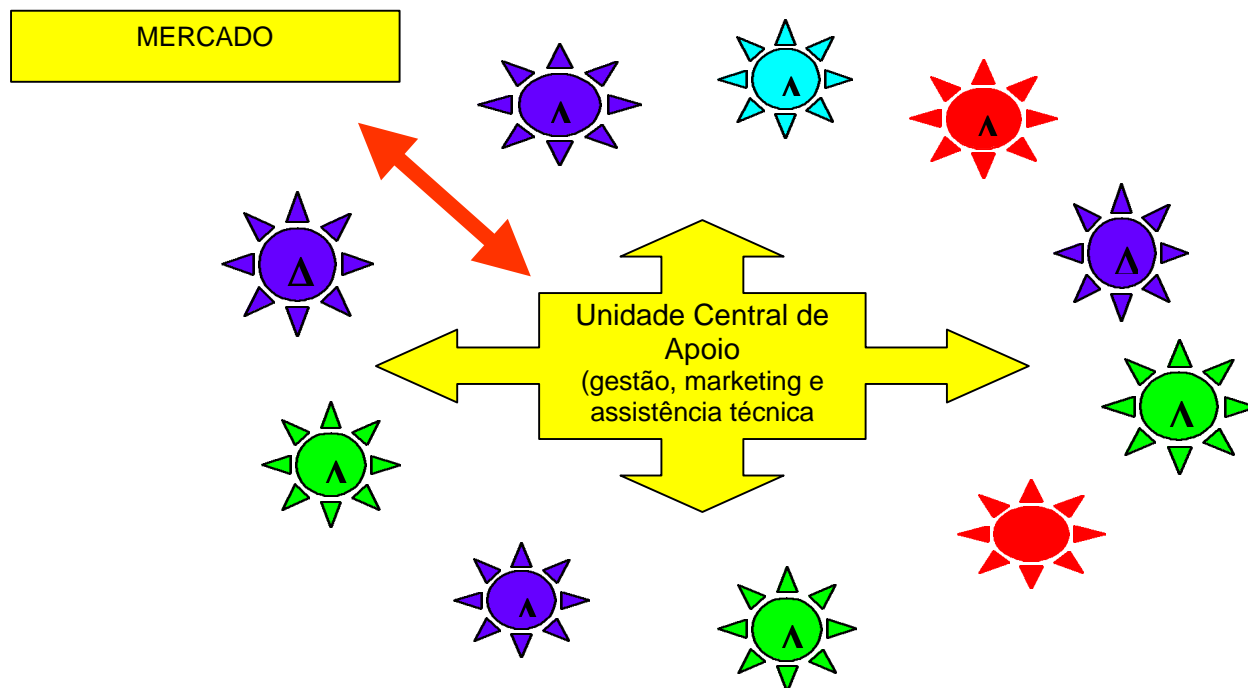 MERCADO
Unidade Central de
Apoio
(gestão, marketing e
assistência técnica